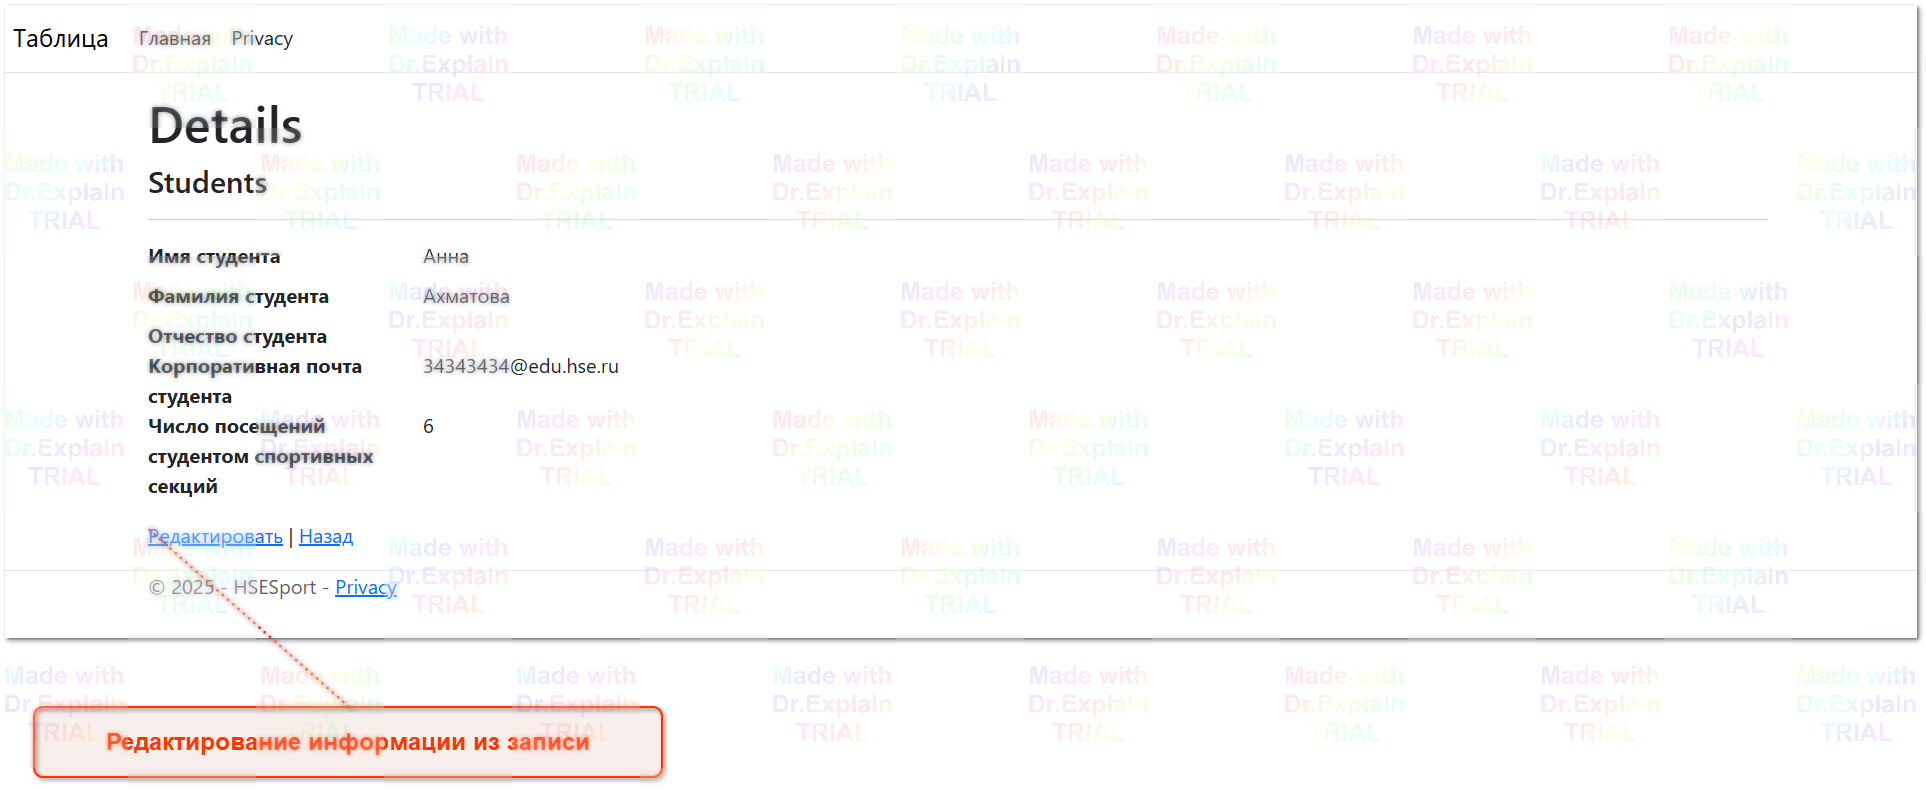 Таблица Главная Privacy
Details
Students
Имя студента Анна
Фамилия студента Ахматова
Отчество студента
Корпоративная почта студента 34343434@edu.hse.ru
Число посещений студентом спортивных секций 6
Редактировать | Назад
© 2025 - HSESport - Privacy
Редактирование информации из записи
Made with Dr.Explain TRIAL